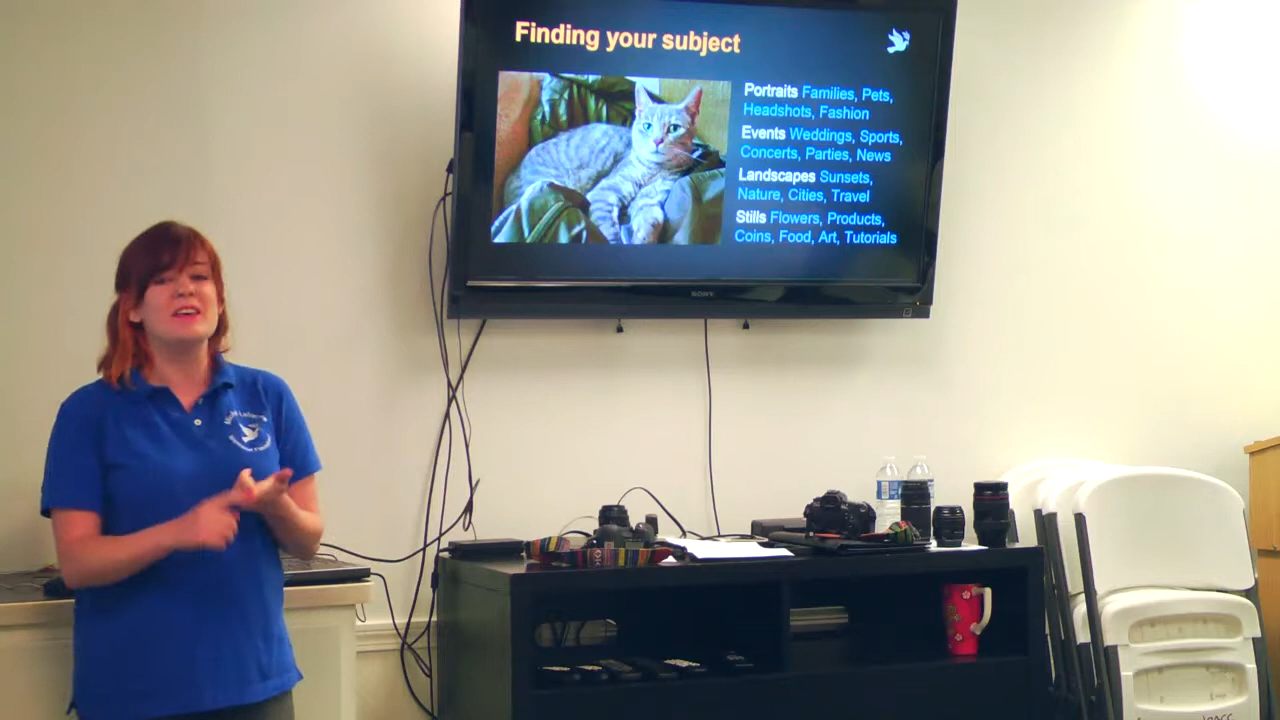 Finding your subject
Portraits Families, Pets,
Headshots, Fashion
Events Weddings, Sports,
Concerts, Parties, News
Landscapes Sunsets,
Nature, Cities, Travel
Stills Flowers, Products,
Coins, Food, Art, Tutorials
SONY